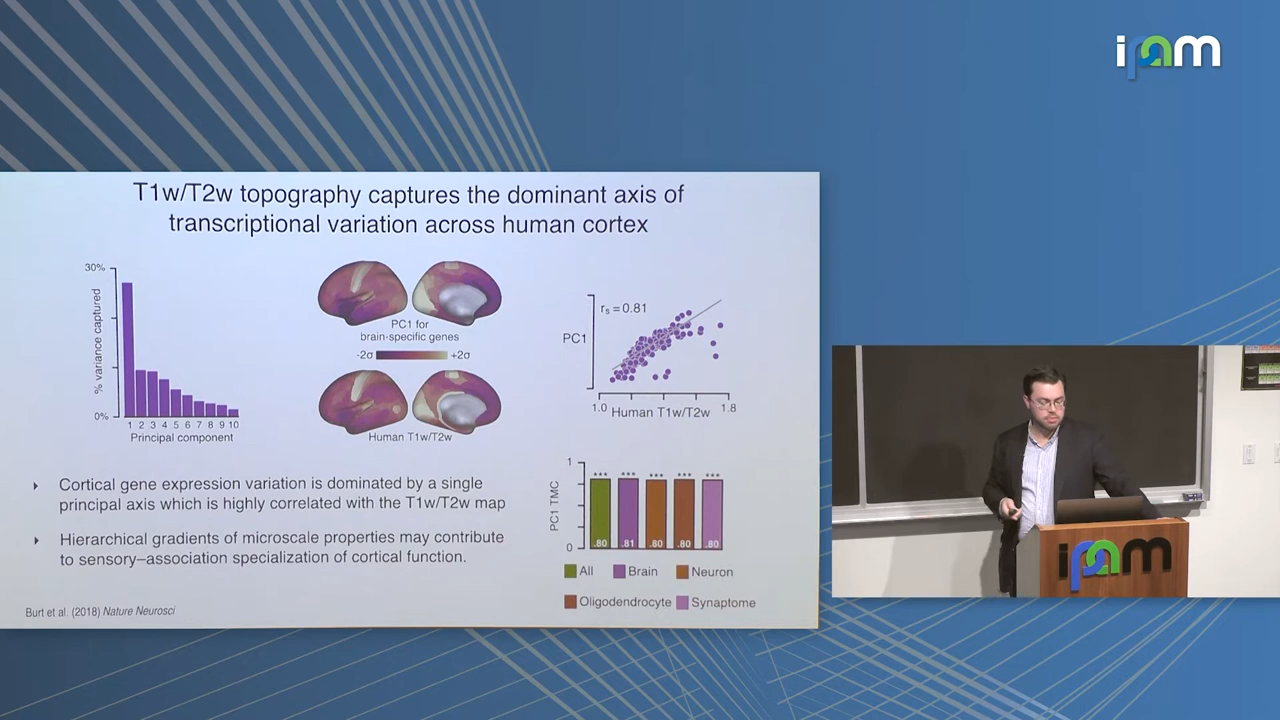 ipam
T1w/T2w topography captures the dominant axis of
transcriptional variation across human cortex
30%
% variance captured
0%
1 2 3 4 5 6 7 8 9 10
Principal component
PC1 for
brain-specific genes
-2σ +2σ
Human T1w/T2w
rs = 0.81
PC1
1.0 Human T1w/T2w 1.8
Cortical gene expression variation is dominated by a single
principal axis which is highly correlated with the T1w/T2w map
Hierarchical gradients of microscale properties may contribute
to sensory–association specialization of cortical function.
1
PC1 TMC
0
*** *** *** *** ***
.80 .81 .80 .80 .80
All Brain Neuron
Oligodendrocyte Synaptome
Burt et al. (2018) Nature Neurosci
ipam